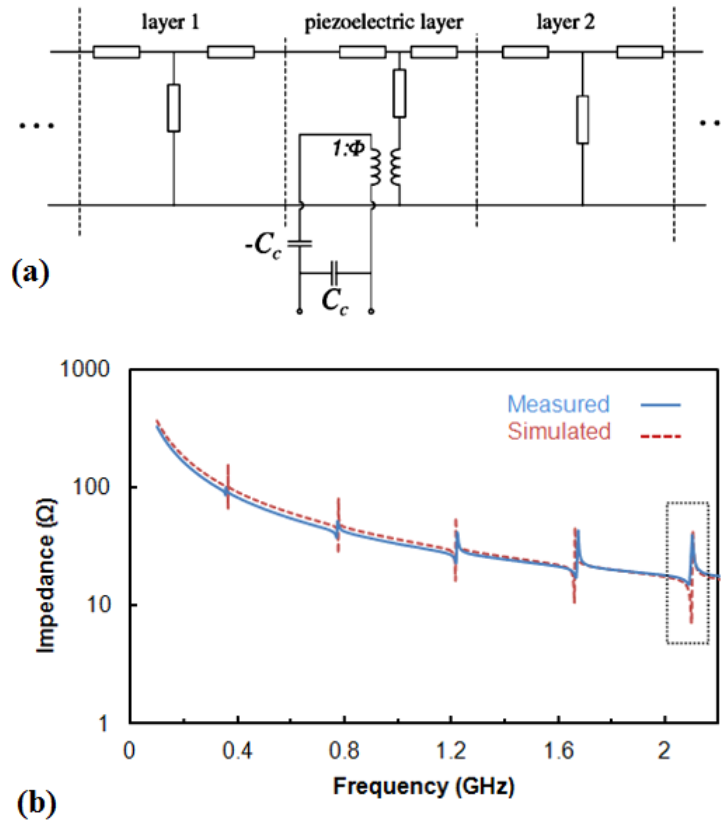 layer 1 piezoelectric layer layer 2
1:Φ
-Cc
Cc
(a)
1000
100
10
1
Impedance (Ω)
Measured
Simulated
0 0.4 0.8 1.2 1.6 2
Frequency (GHz)
(b)